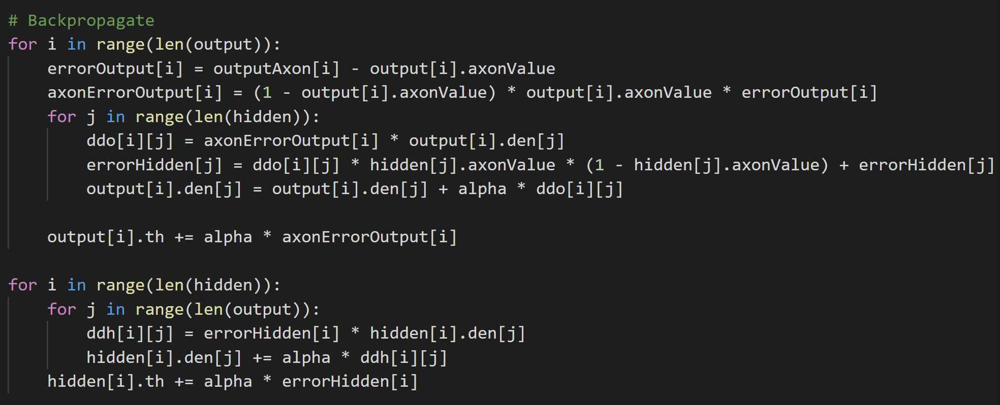 # Backpropagate
for i in range(len(output)):
    errorOutput[i] = outputAxon[i] - output[i].axonValue
    axonErrorOutput[i] = (1 - output[i].axonValue) * output[i].axonValue * errorOutput[i]
    for j in range(len(hidden)):
        ddo[i][j] = axonErrorOutput[i] * output[i].den[j]
        errorHidden[j] = ddo[i][j] * hidden[j].axonValue * (1 - hidden[j].axonValue) + errorHidden[j]
        output[i].den[j] = output[i].den[j] + alpha * ddo[i][j]
    output[i].th += alpha * axonErrorOutput[i]
for i in range(len(hidden)):
    for j in range(len(output)):
        ddh[i][j] = errorHidden[i] * hidden[i].den[j]
        hidden[i].den[j] += alpha * ddh[i][j]
    hidden[i].th += alpha * errorHidden[i]